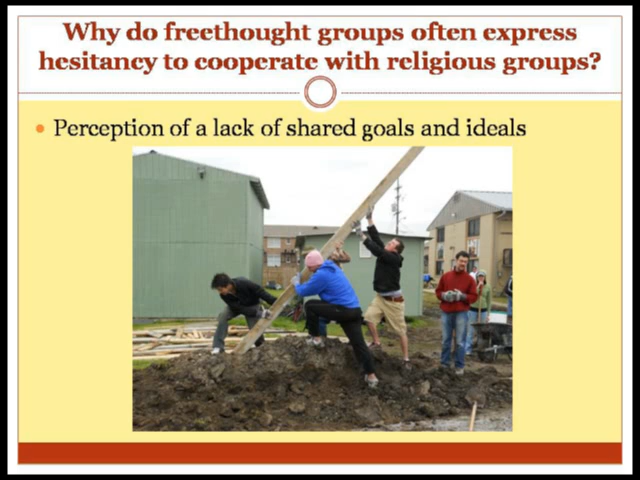 Why do freethought groups often express
hesitancy to cooperate with religious groups?
Perception of a lack of shared goals and ideals